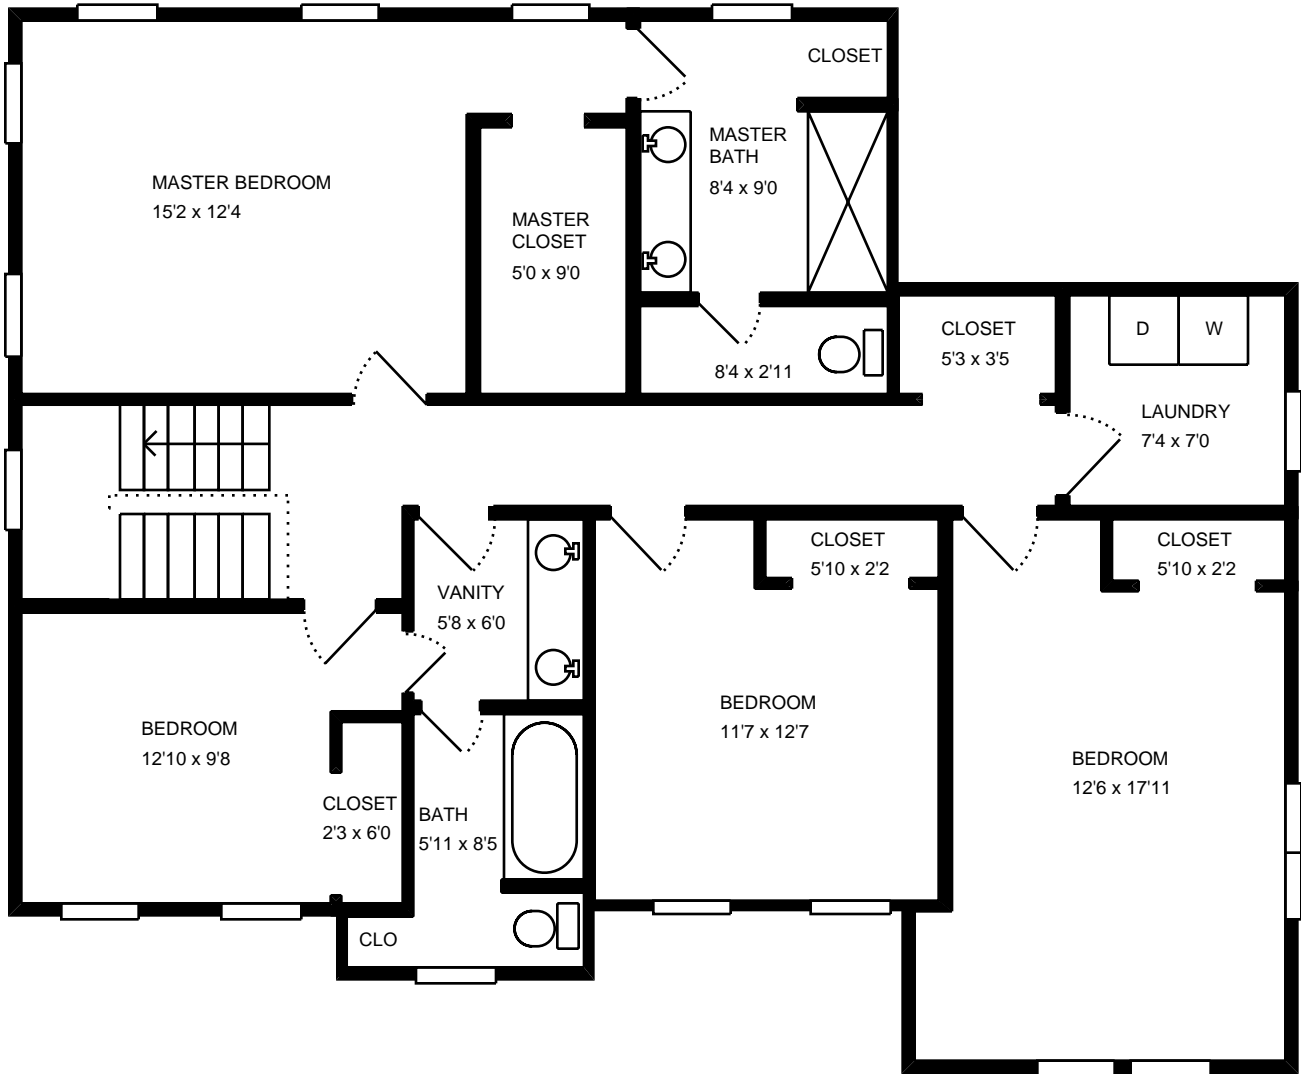 CLOSET
MASTER
BATH
8'4 x 9'0
MASTER BEDROOM
15'2 x 12'4
MASTER
CLOSET
5'0 x 9'0
8'4 x 2'11
CLOSET
5'3 x 3'5
D
W
LAUNDRY
7'4 x 7'0
VANITY
5'8 x 6'0
CLOSET
5'10 x 2'2
CLOSET
5'10 x 2'2
BEDROOM
12'10 x 9'8
CLOSET
2'3 x 6'0
BATH
5'11 x 8'5
BEDROOM
11'7 x 12'7
BEDROOM
12'6 x 17'11
CLO